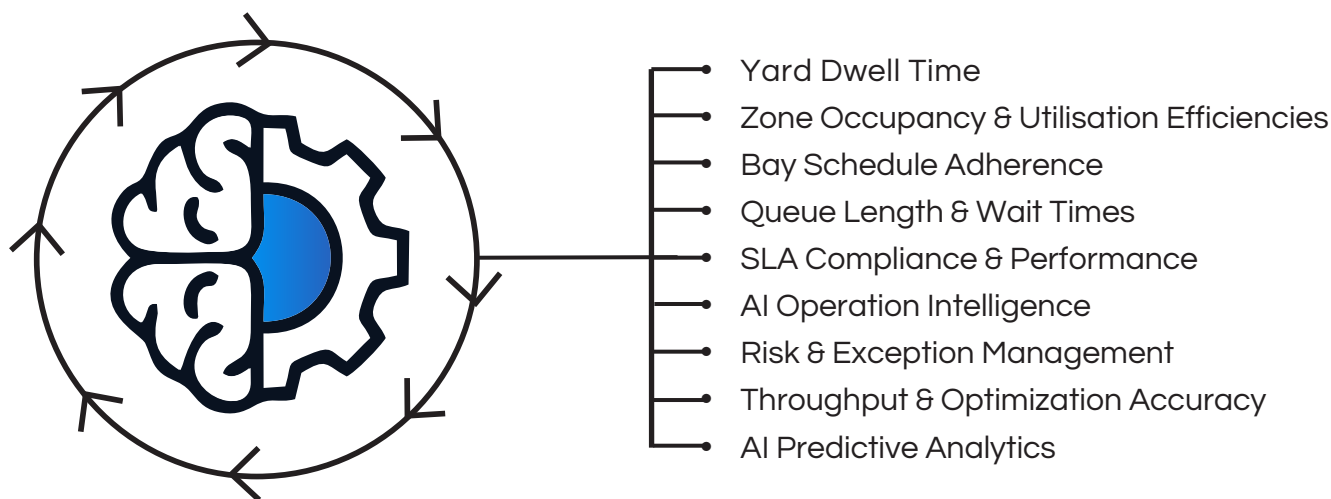 Yard Dwell Time
Zone Occupancy & Utilisation Efficiencies
Bay Schedule Adherence
Queue Length & Wait Times
SLA Compliance & Performance
AI Operation Intelligence
Risk & Exception Management
Throughput & Optimization Accuracy
AI Predictive Analytics